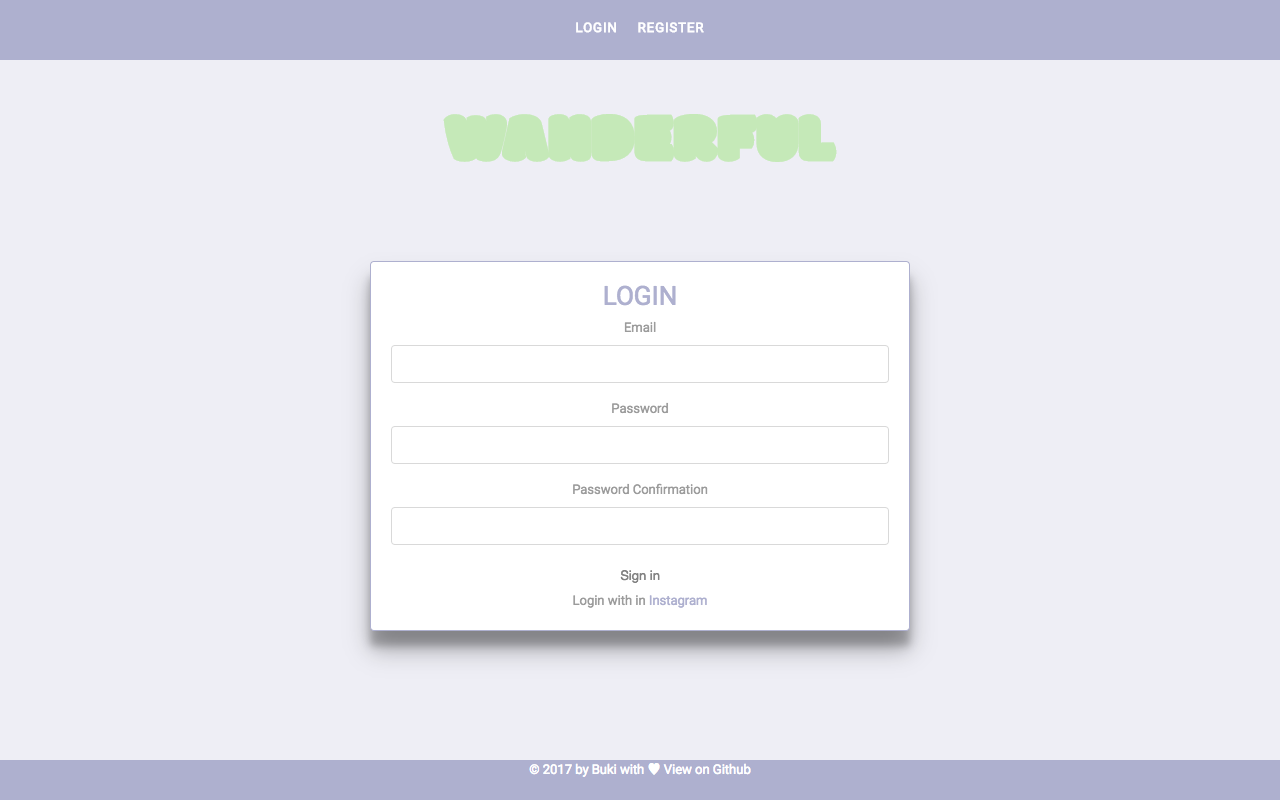 LOGIN REGISTER
WANDERFUL
LOGIN
Email
Password
Password Confirmation
Sign in
Login with in Instagram
© 2017 by Buki with ♥ View on Github